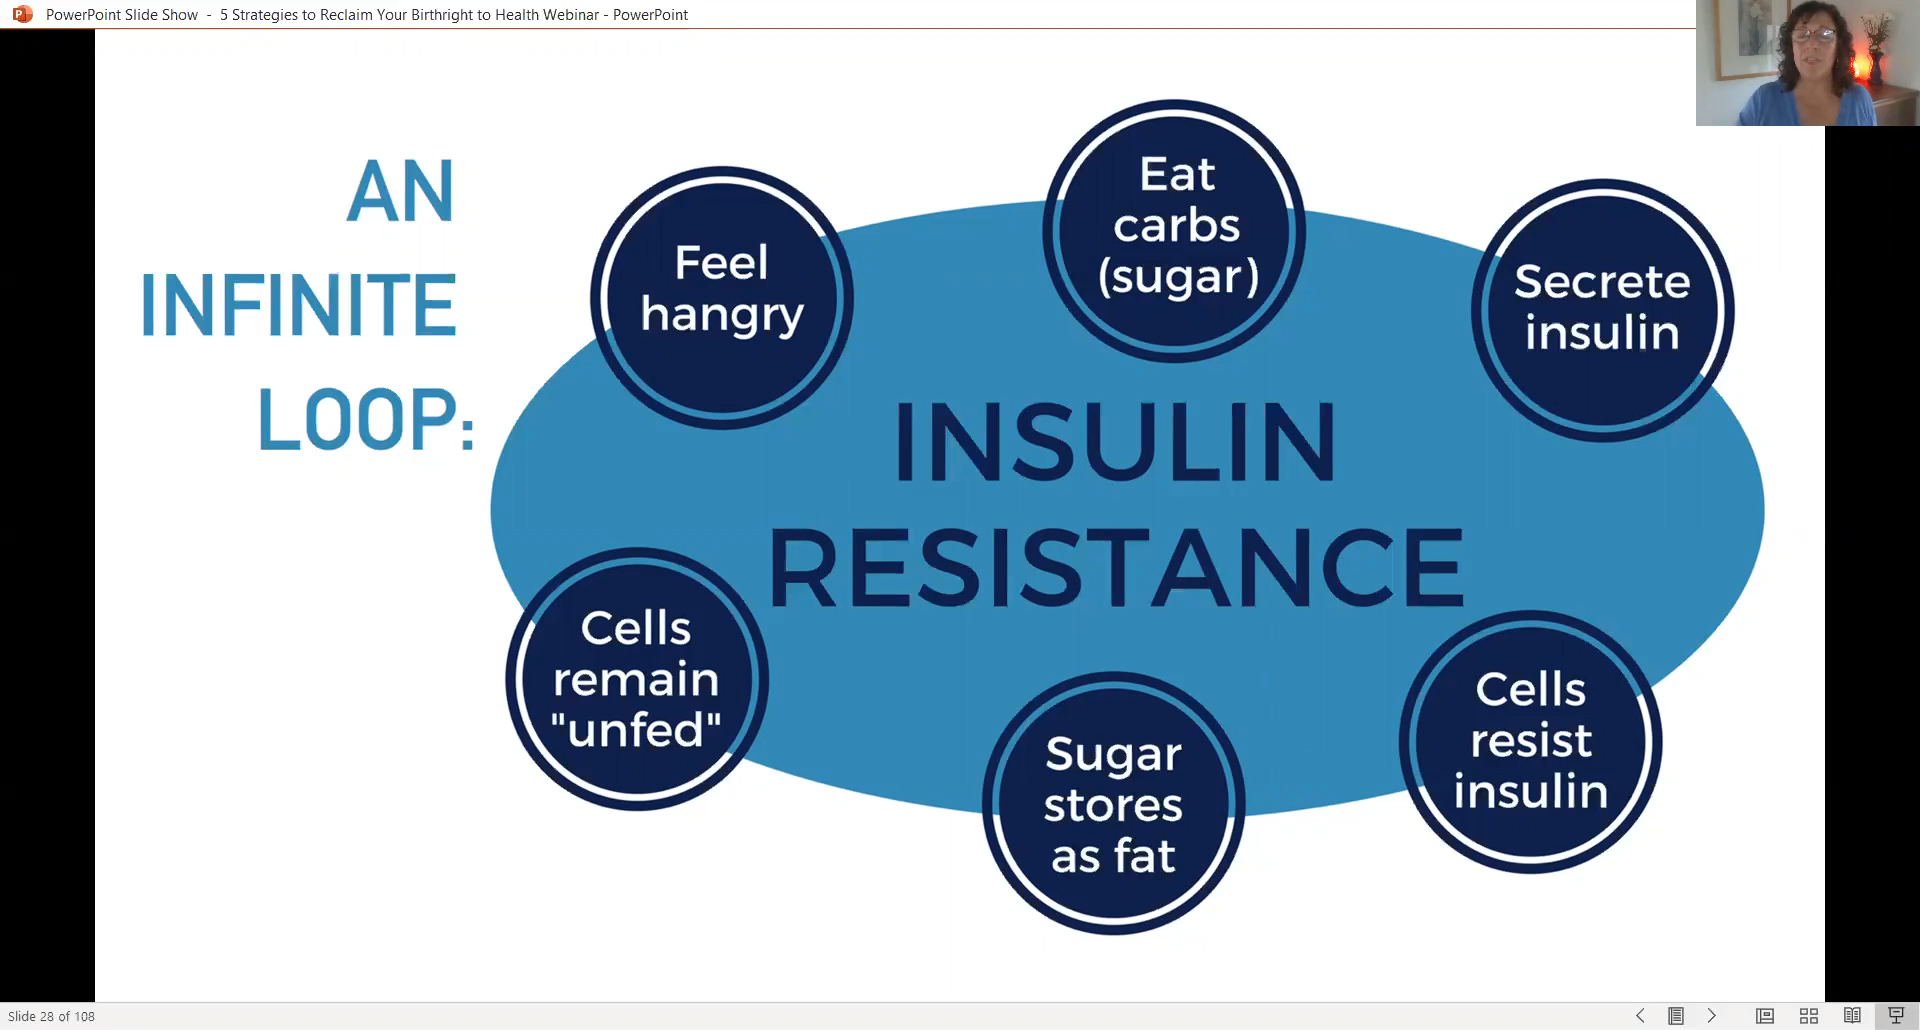 PowerPoint Slide Show - 5 Strategies to Reclaim Your Birthright to Health Webinar - PowerPoint
AN
INFINITE
LOOP:
Feel
hangry
Eat
carbs
(sugar)
Secrete
insulin
INSULIN
RESISTANCE
Cells
remain
"unfed"
Sugar
stores
as fat
Cells
resist
insulin
Slide 28 of 108